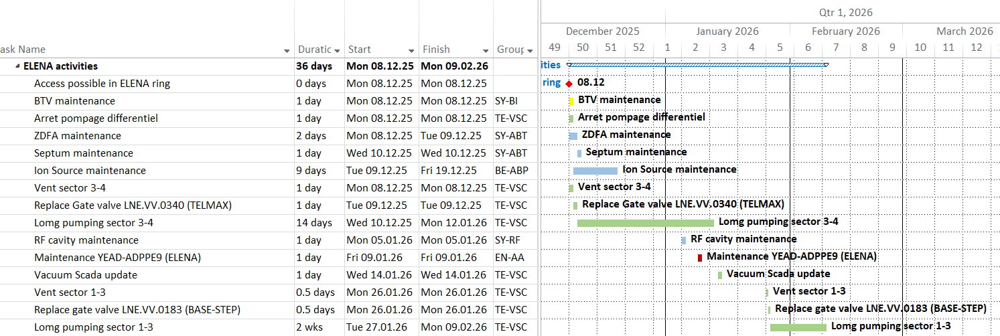 Qtr 1, 2026
December 2025 January 2026 February 2026 March 2026
ask Name Duratic Start Finish Group 49 50 51 52 1 2 3 4 5 6 7 8 9 10 11 12
ELENA activities 36 days Mon 08.12.25 Mon 09.02.26 ities
Access possible in ELENA ring 0 days Mon 08.12.25 Mon 08.12.25 ring 08.12
BTV maintenance 1 day Mon 08.12.25 Mon 08.12.25 SY-BI BTV maintenance
Arret pompage differentiel 1 day Mon 08.12.25 Mon 08.12.25 TE-VSC Arret pompage differentiel
ZDFA maintenance 2 days Mon 08.12.25 Tue 09.12.25 SY-ABT ZDFA maintenance
Septum maintenance 1 day Wed 10.12.25 Wed 10.12.25 SY-ABT Septum maintenance
Ion Source maintenance 9 days Tue 09.12.25 Fri 19.12.25 BE-ABP Ion Source maintenance
Vent sector 3-4 1 day Mon 08.12.25 Mon 08.12.25 TE-VSC Vent sector 3-4
Replace Gate valve LNE.VV.0340 (TELMAX) 1 day Tue 09.12.25 Tue 09.12.25 TE-VSC Replace Gate valve LNE.VV.0340 (TELMAX)
Lomg pumping sector 3-4 14 days Wed 10.12.25 Mon 12.01.26 TE-VSC Lomg pumping sector 3-4
RF cavity maintenance 1 day Mon 05.01.26 Mon 05.01.26 SY-RF RF cavity maintenance
Maintenance YEAD-ADPPE9 (ELENA) 1 day Fri 09.01.26 Fri 09.01.26 EN-AA Maintenance YEAD-ADPPE9 (ELENA)
Vacuum Scada update 1 day Wed 14.01.26 Wed 14.01.26 TE-VSC Vacuum Scada update
Vent sector 1-3 0.5 days Mon 26.01.26 Mon 26.01.26 TE-VSC Vent sector 1-3
Replace gate valve LNE.VV.0183 (BASE-STEP) 0.5 days Mon 26.01.26 Mon 26.01.26 TE-VSC Replace gate valve LNE.VV.0183 (BASE-STEP)
Lomg pumping sector 1-3 2 wks Tue 27.01.26 Mon 09.02.26 TE-VSC Lomg pumping sector 1-3